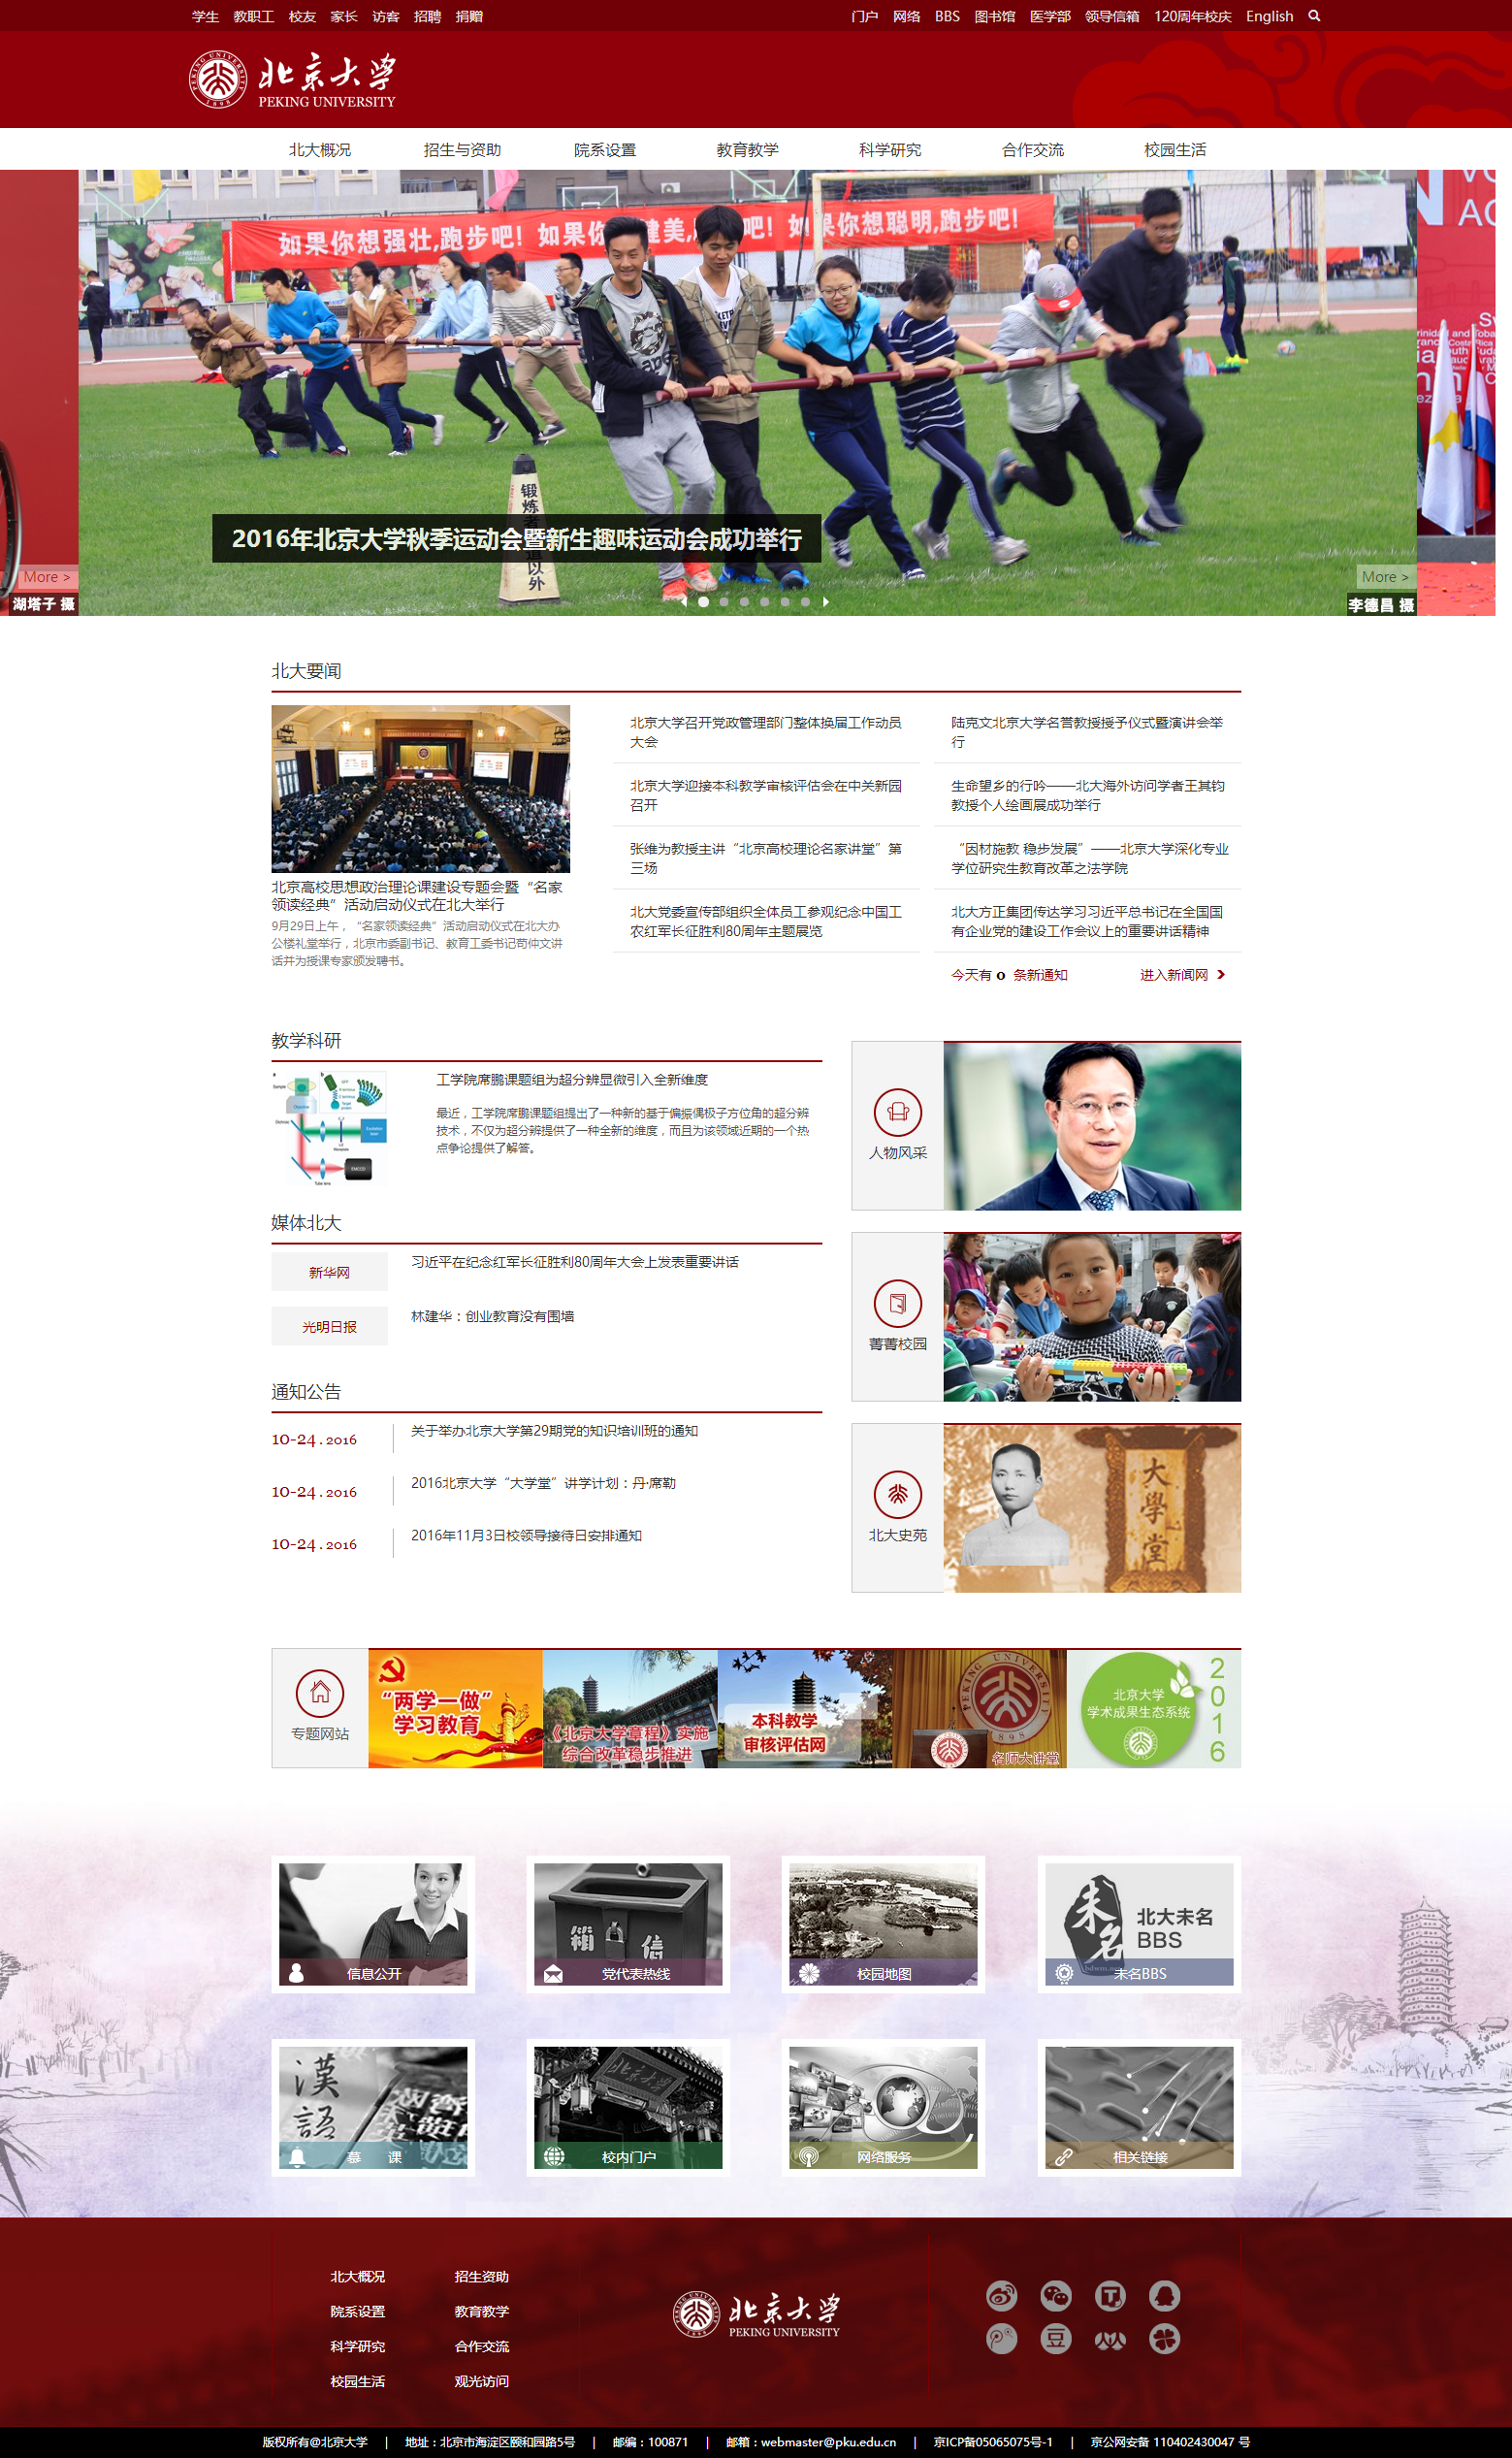 学生 教职工 校友 家长 访客 招聘 捐赠
门户 网络 BBS 图书馆 医学部 领导信箱 120周年校庆 English
PEKING UNIVERSITY
1898
北京大学
PEKING UNIVERSITY
北大概况 招生与资助 院系设置 教育教学 科学研究 合作交流 校园生活
如果你想强壮,跑步吧! 如果你 健美,跑步吧! 如果你想聪明,跑步吧!
锻炼者
道以外
2016年北京大学秋季运动会暨新生趣味运动会成功举行
More >
湖塔子 摄
More >
李德昌 摄
北大要闻
北京高校思想政治理论课建设专题会暨“名家
领读经典”活动启动仪式在北大举行
9月29日上午，“名家领读经典”活动启动仪式在北大办
公楼礼堂举行，北京市委副书记、教育工委书记苟仲文讲
话并为授课专家颁发聘书。
北京大学召开党政管理部门整体换届工作动员
大会
北京大学迎接本科教学审核评估会在中关新园
召开
张维为教授主讲“北京高校理论名家讲堂”第
三场
北大党委宣传部组织全体员工参观纪念中国工
农红军长征胜利80周年主题展览
陆克文北京大学名誉教授授予仪式暨演讲会举
行
生命望乡的行吟——北大海外访问学者王其钧
教授个人绘画展成功举行
“因材施教 稳步发展”——北京大学深化专业
学位研究生教育改革之法学院
北大方正集团传达学习习近平总书记在全国国
有企业党的建设工作会议上的重要讲话精神
今天有 0 条新通知 进入新闻网
教学科研
工学院席鹏课题组为超分辨显微引入全新维度
最近，工学院席鹏课题组提出了一种新的基于偏振偶极子方位角的超分辨
技术，不仅为超分辨提供了一种全新的维度，而且为该领域近期的一个热
点争论提供了解答。
媒体北大
新华网 习近平在纪念红军长征胜利80周年大会上发表重要讲话
光明日报 林建华：创业教育没有围墙
通知公告
10-24 . 2016 关于举办北京大学第29期党的知识培训班的通知
10-24 . 2016 2016北京大学“大学堂”讲学计划：丹·席勒
10-24 . 2016 2016年11月3日校领导接待日安排通知
人物风采
菁菁校园
北大史苑
大學堂
专题网站
“两学一做”
学习教育
《北京大学章程》实施
综合改革稳步推进
本科教学
审核评估网
PEKING UNIVERSITY
1898
名师大讲堂
北京大学
学术成果生态系统
2016
信息公开
箱 信
党代表热线
校园地图
未名
北大未名
BBS
未名BBS
漢語
慕 课
北京大学
校内门户
网络服务
相关链接
北大概况 招生资助
院系设置 教育教学
科学研究 合作交流
校园生活 观光访问
北京大学
PEKING UNIVERSITY
豆
版权所有@北京大学 | 地址：北京市海淀区颐和园路5号 | 邮编：100871 | 邮箱：webmaster@pku.edu.cn | 京ICP备05065075号-1 | 京公网安备 110402430047 号